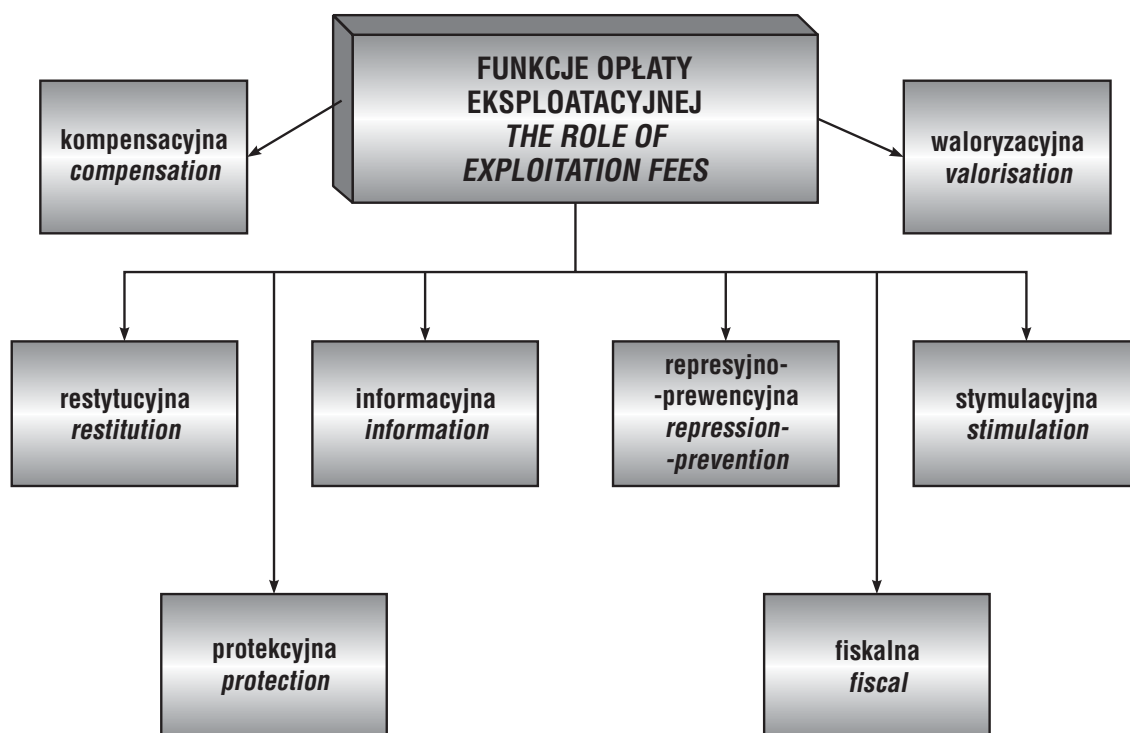 FUNKCJE OPŁATY
EKSPLOATACYJNEJ
THE ROLE OF
EXPLOITATION FEES
kompensacyjna
compensation
waloryzacyjna
valorisation
restytucyjna
restitution
informacyjna
information
represyjno-
-prewencyjna
repression-
-prevention
stymulacyjna
stimulation
protekcyjna
protection
fiskalna
fiscal